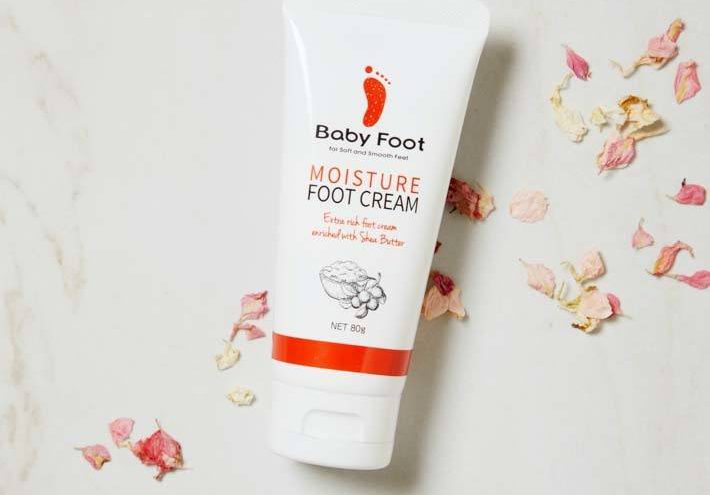 Baby Foot
for Soft and Smooth Feet
MOISTURE
FOOT CREAM
Extra rich foot cream
enriched with Shea Butter
NET 80g